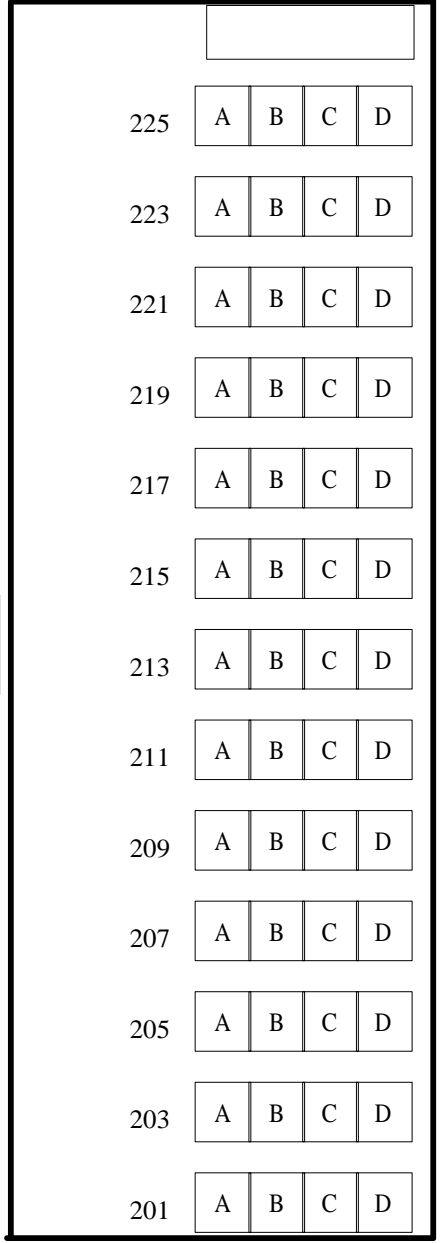 225 A B C D
223 A B C D
221 A B C D
219 A B C D
217 A B C D
215 A B C D
213 A B C D
211 A B C D
209 A B C D
207 A B C D
205 A B C D
203 A B C D
201 A B C D